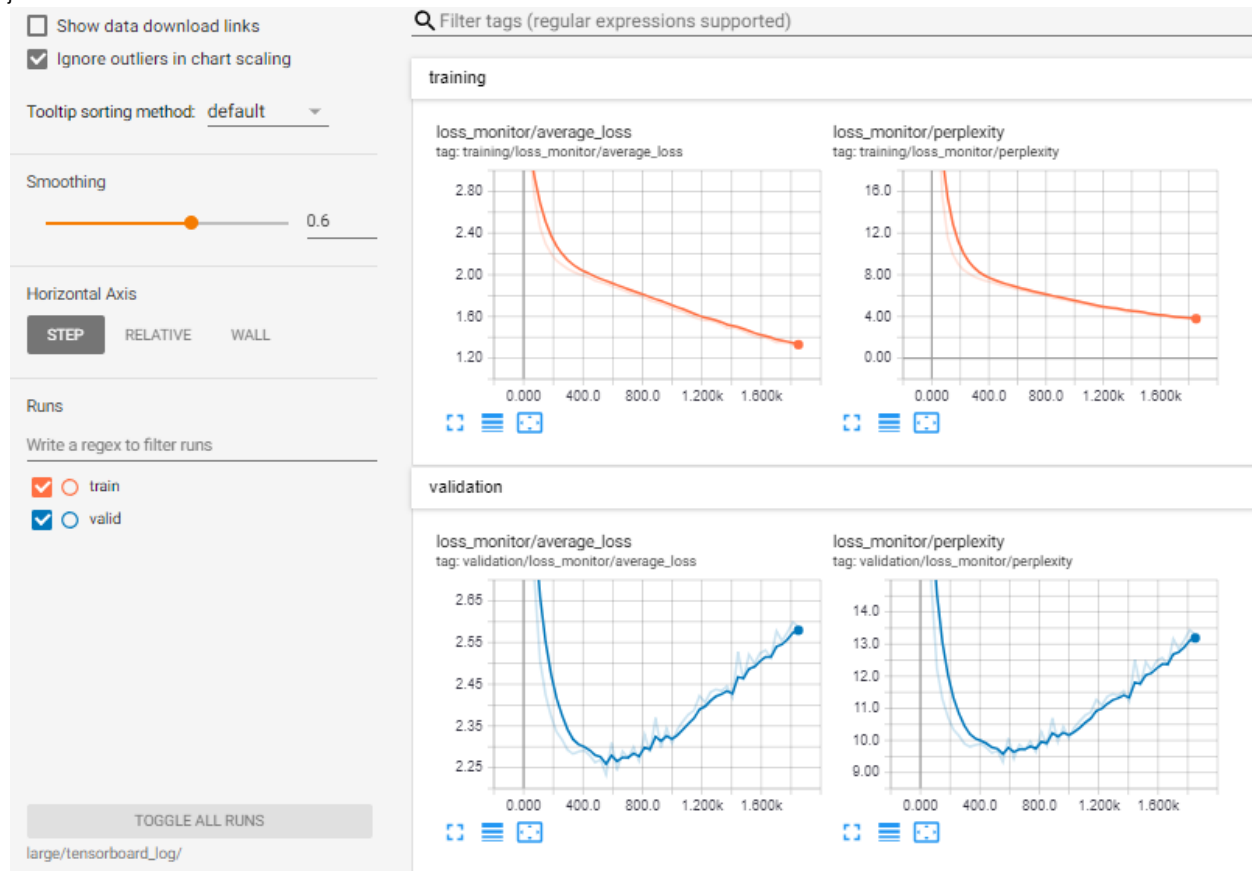 Show data download links
Ignore outliers in chart scaling
Tooltip sorting method: default
Smoothing
0.6
Horizontal Axis
STEP RELATIVE WALL
Runs
Write a regex to filter runs
train
valid
TOGGLE ALL RUNS
large/tensorboard_log/
Filter tags (regular expressions supported)
training
loss_monitor/average_loss
tag: training/loss_monitor/average_loss
2.80
2.40
2.00
1.60
1.20
0.000 400.0 800.0 1.200k 1.600k
loss_monitor/perplexity
tag: training/loss_monitor/perplexity
16.0
12.0
8.00
4.00
0.00
0.000 400.0 800.0 1.200k 1.600k
validation
loss_monitor/average_loss
tag: validation/loss_monitor/average_loss
2.65
2.55
2.45
2.35
2.25
0.000 400.0 800.0 1.200k 1.600k
loss_monitor/perplexity
tag: validation/loss_monitor/perplexity
14.0
13.0
12.0
11.0
10.0
9.00
0.000 400.0 800.0 1.200k 1.600k